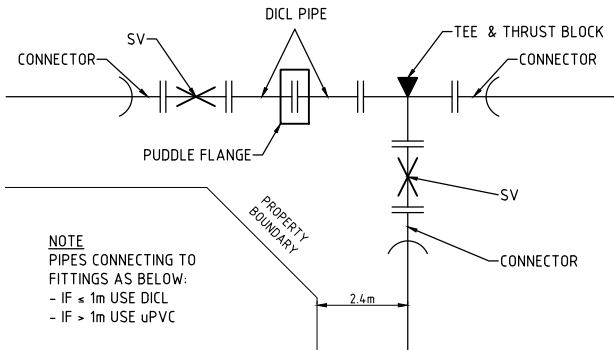 DICL PIPE
SV
TEE & THRUST BLOCK
CONNECTOR
CONNECTOR
PUDDLE FLANGE
SV
PROPERTY
BOUNDARY
NOTE
PIPES CONNECTING TO
FITTINGS AS BELOW:
- IF ≤ 1m USE DICL
- IF > 1m USE uPVC
CONNECTOR
2.4m